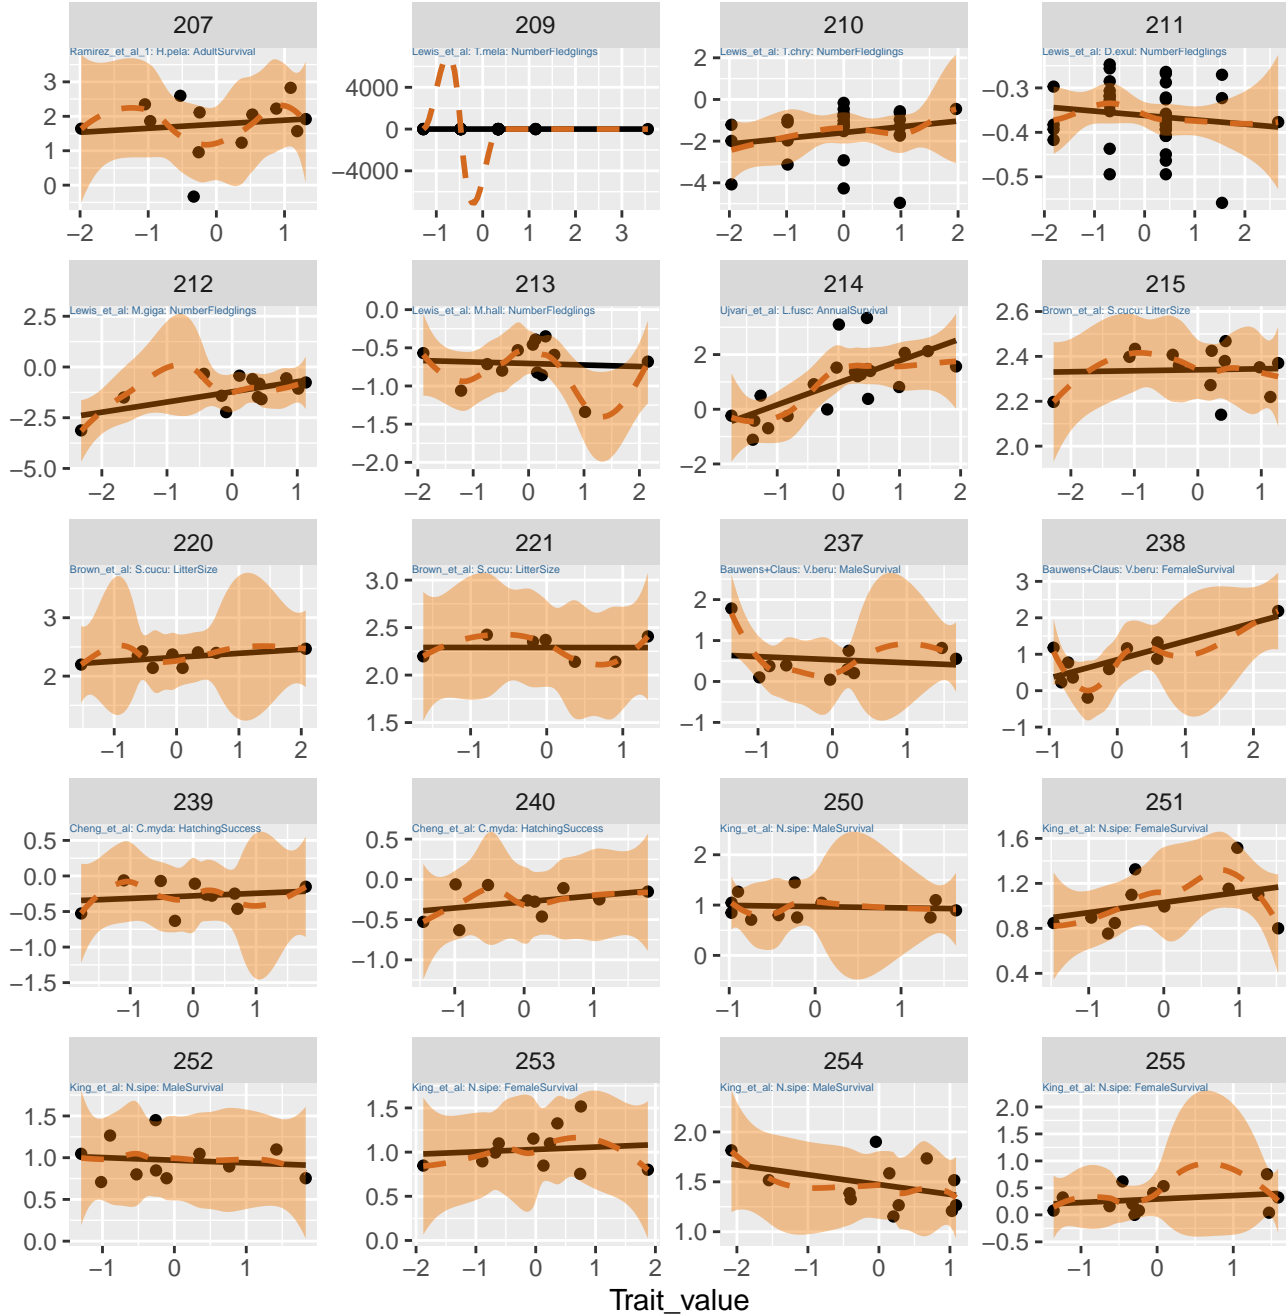 207 209 210 211
Ramirez_et_al_1: H.pela: AdultSurvival Lewis_et_al: T.mela: NumberFledglings Lewis_et_al: T.chry: NumberFledglings Lewis_et_al: D.exul: NumberFledglings
3 2 1 0
4000 0 −4000
2 0 −2 −4
−0.3 −0.4 −0.5
−2 −1 0 1
−1 0 1 2 3
−2 −1 0 1 2
−2 −1 0 1 2
212 213 214 215
Lewis_et_al: M.giga: NumberFledglings Lewis_et_al: M.hall: NumberFledglings Ujvari_et_al: L.fusc: AnnualSurvival Brown_et_al: S.cucu: LitterSize
2.5 0.0 −2.5 −5.0
0.0 −0.5 −1.0 −1.5 −2.0
2 0 −2
2.6 2.4 2.2 2.0
−2 −1 0 1
−2 −1 0 1 2
−1 0 1 2
−2 −1 0 1
220 221 237 238
Brown_et_al: S.cucu: LitterSize Brown_et_al: S.cucu: LitterSize Bauwens+Claus: V.beru: MaleSurvival Bauwens+Claus: V.beru: FemaleSurvival
3 2
3.0 2.5 2.0 1.5
2 1 0 −1
3 2 1 0 −1
−1 0 1 2
−1 0 1
−1 0 1
−1 0 1 2
239 240 250 251
Cheng_et_al: C.myda: HatchingSuccess Cheng_et_al: C.myda: HatchingSuccess King_et_al: N.sipe: MaleSurvival King_et_al: N.sipe: FemaleSurvival
0.5 0.0 −0.5 −1.0 −1.5
0.5 0.0 −0.5 −1.0
2 1 0
1.6 1.2 0.8 0.4
−1 0 1
−1 0 1
−1 0 1
−1 0 1
252 253 254 255
King_et_al: N.sipe: MaleSurvival King_et_al: N.sipe: FemaleSurvival King_et_al: N.sipe: MaleSurvival King_et_al: N.sipe: FemaleSurvival
1.5 1.0 0.5 0.0
1.5 1.0 0.5 0.0
2.0 1.5 1.0
2.0 1.5 1.0 0.5 0.0 −0.5
−1 0 1
−2 −1 0 1 2
−2 −1 0 1
−1 0 1
Trait_value